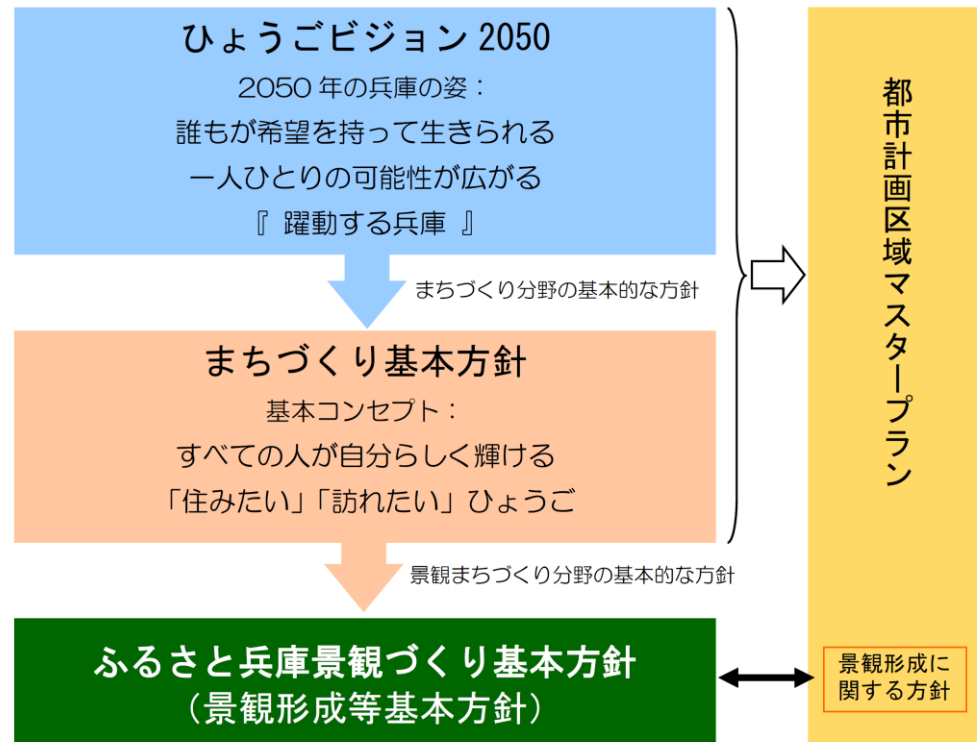 ひょうごビジョン 2050
2050 年の兵庫の姿：
誰もが希望を持って生きられる
一人ひとりの可能性が広がる
『 躍動する兵庫 』
まちづくり分野の基本的な方針
まちづくり基本方針
基本コンセプト：
すべての人が自分らしく輝ける
「住みたい」「訪れたい」ひょうご
景観まちづくり分野の基本的な方針
ふるさと兵庫景観づくり基本方針
（景観形成等基本方針）
都市計画区域マスタープラン
景観形成に
関する方針